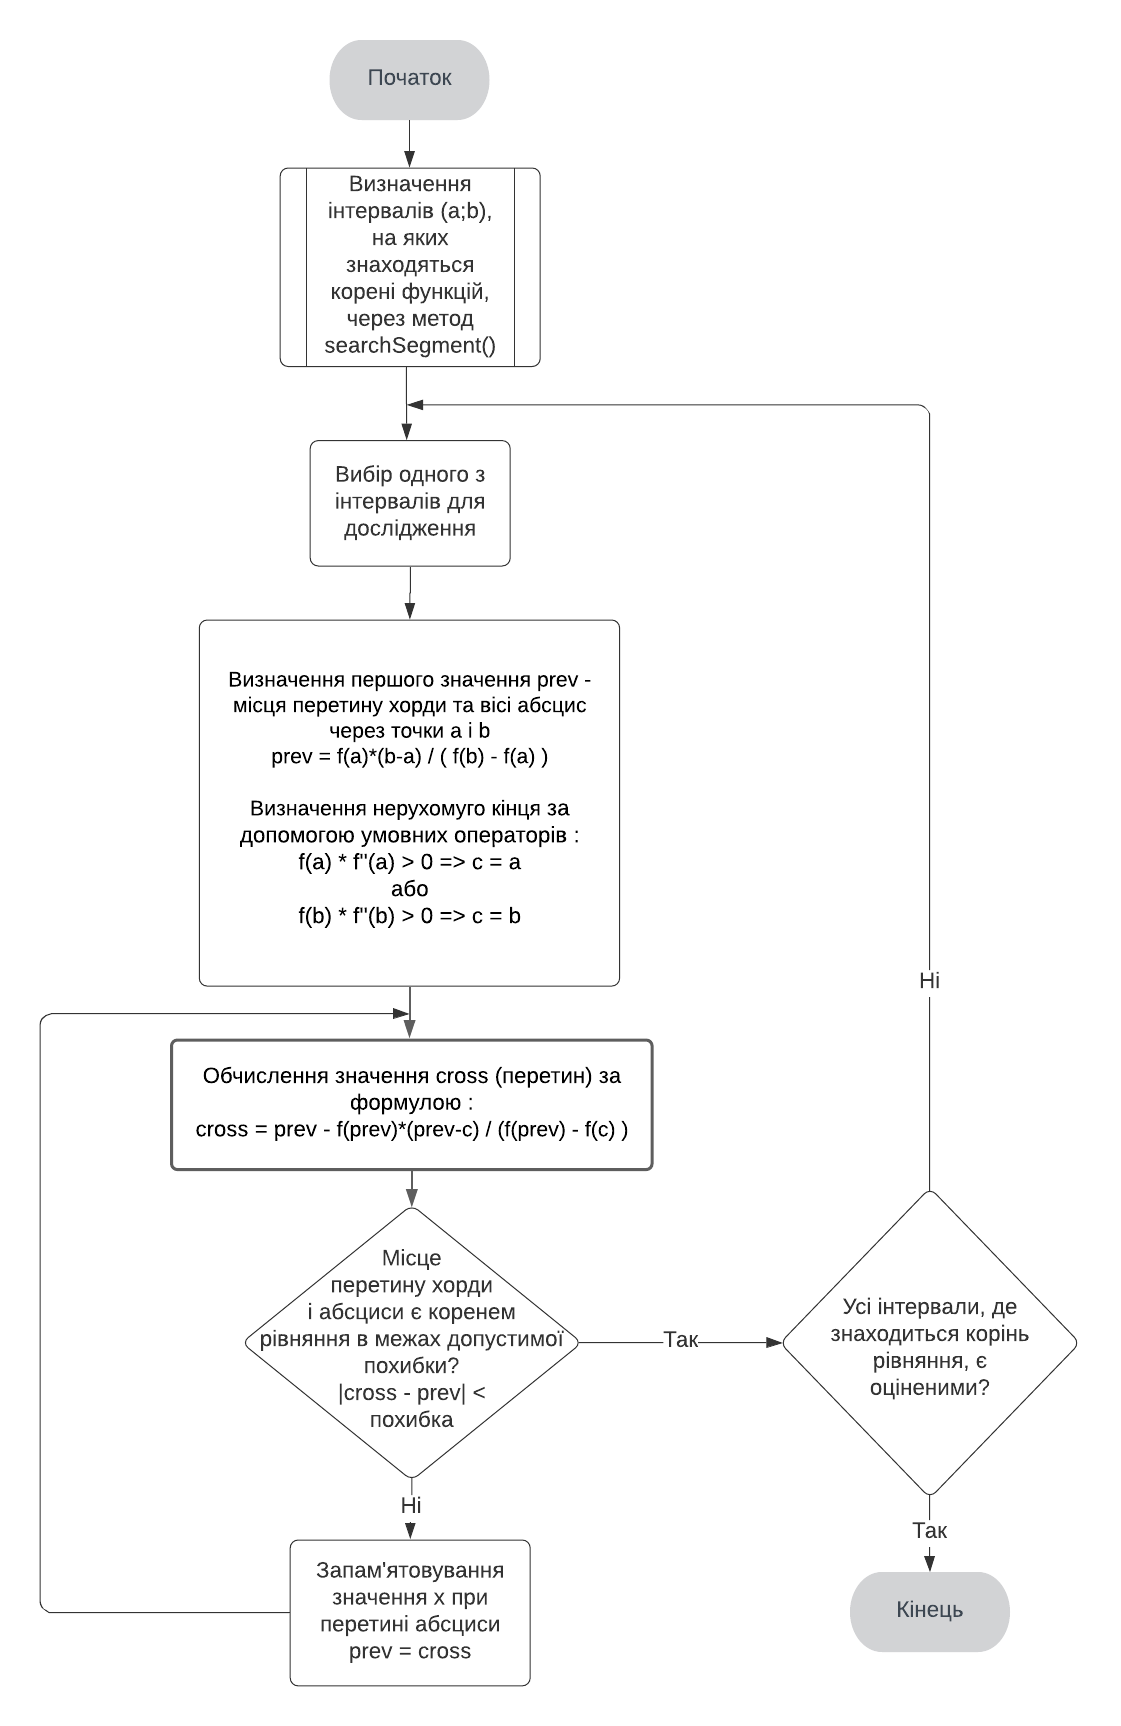 Початок
Визначення
інтервалів (a;b),
на яких
знаходяться
корені функцій,
через метод
searchSegment()
Вибір одного з
інтервалів для
дослідження
Визначення першого значення prev -
місця перетину хорди та вісі абсцис
через точки a і b
prev = f(a)*(b-a) / ( f(b) - f(a) )
Визначення нерухомуго кінця за
допомогою умовних операторів :
f(a) * f"(a) > 0 => c = a
або
f(b) * f"(b) > 0 => c = b
Обчислення значення cross (перетин) за
формулою :
cross = prev - f(prev)*(prev-c) / (f(prev) - f(c) )
Місце
перетину хорди
і абсциси є коренем
рівняння в межах допустимої
похибки?
|cross - prev| <
похибка
Так
Ні
Запам'ятовування
значення x при
перетині абсциси
prev = cross
Усі інтервали, де
знаходиться корінь
рівняння, є
оціненими?
Ні
Так
Кінець